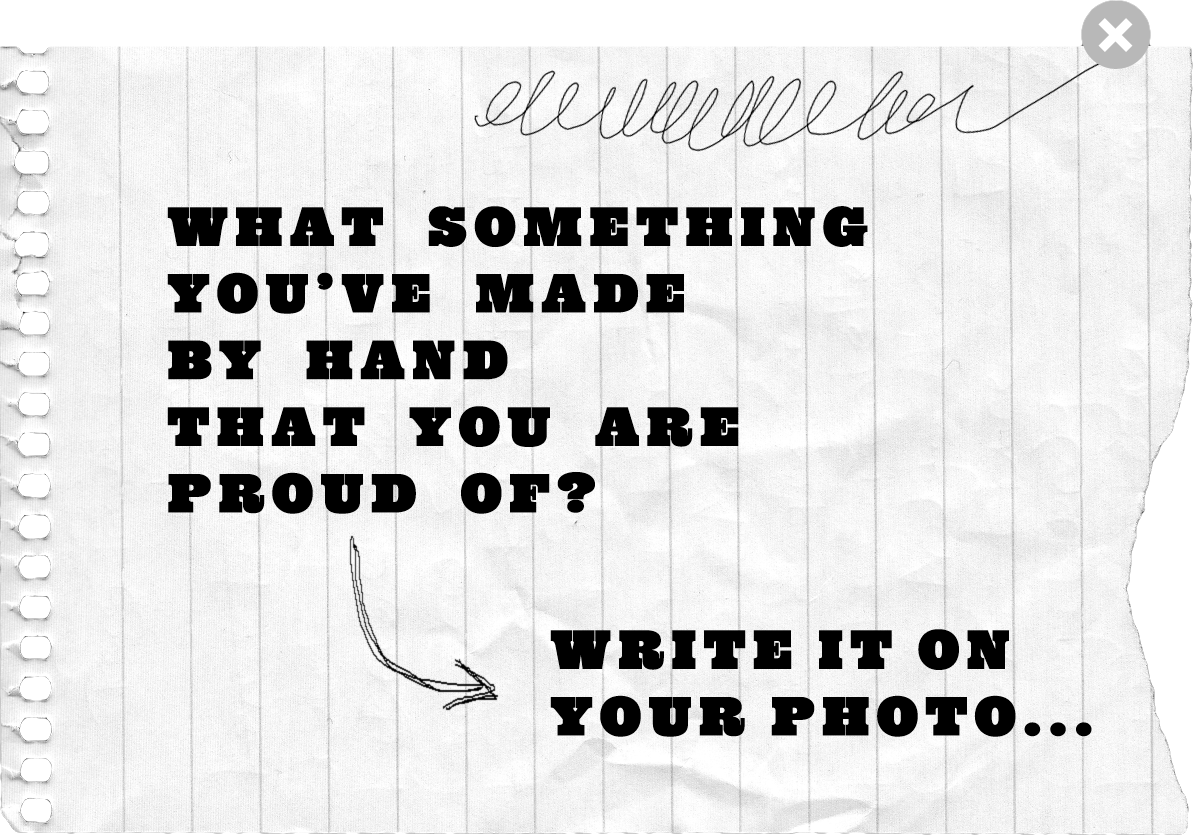 WHAT SOMETHING
YOU'VE MADE
BY HAND
THAT YOU ARE
PROUD OF?
WRITE IT ON
YOUR PHOTO...